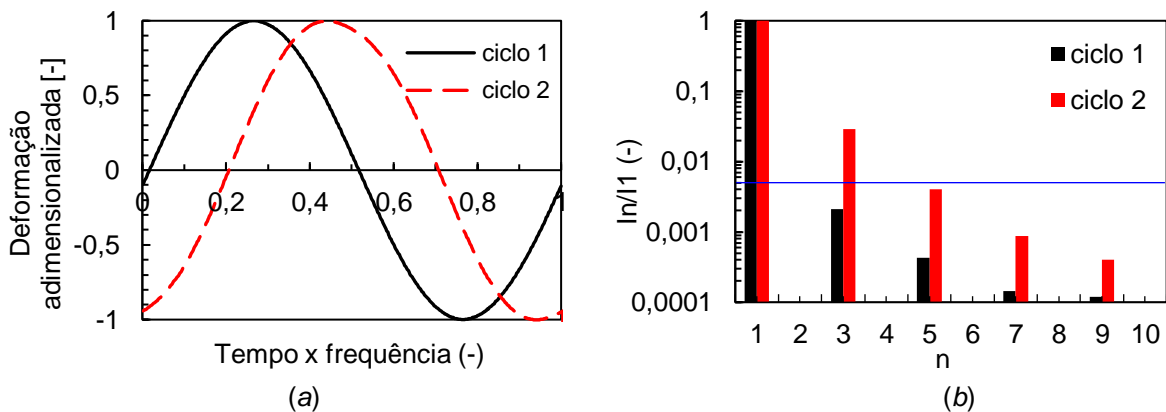 Deformação
adimensionalizada [-]
1
0,5
0
-0,5
-1
0
0,2
0,4
0,6
0,8
1
ciclo 1
ciclo 2
Tempo x frequência (-)
(a)
In/I1 (-)
1
0,1
0,01
0,001
0,0001
ciclo 1
ciclo 2
1 2 3 4 5 6 7 8 9 10
n
(b)